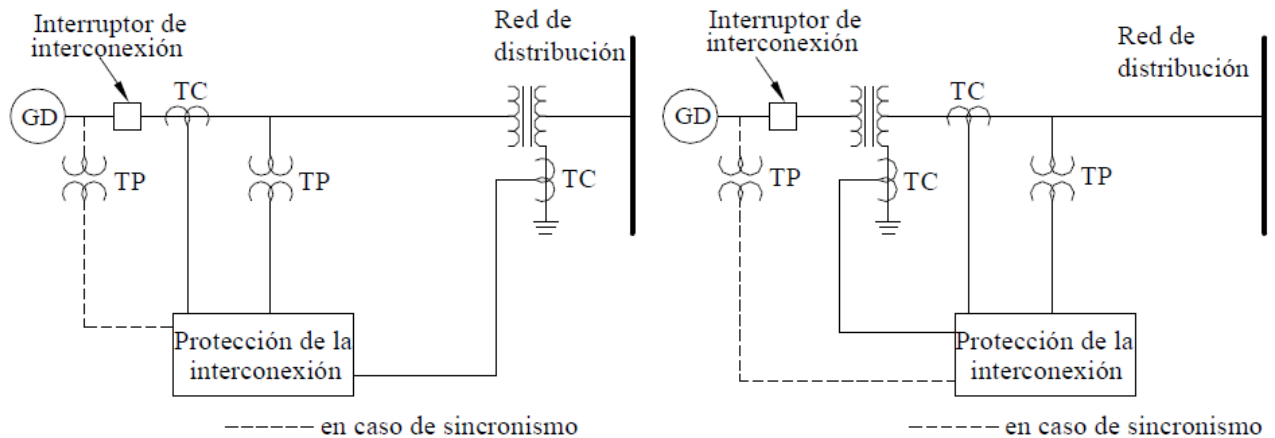 Interruptor de
interconexión
Red de
distribución
TC
GD
TP
TP
TC
Protección de la
interconexión
en caso de sincronismo
Interruptor de
interconexión
Red de
distribución
TC
GD
TP
TC
TP
Protección de la
interconexión
en caso de sincronismo